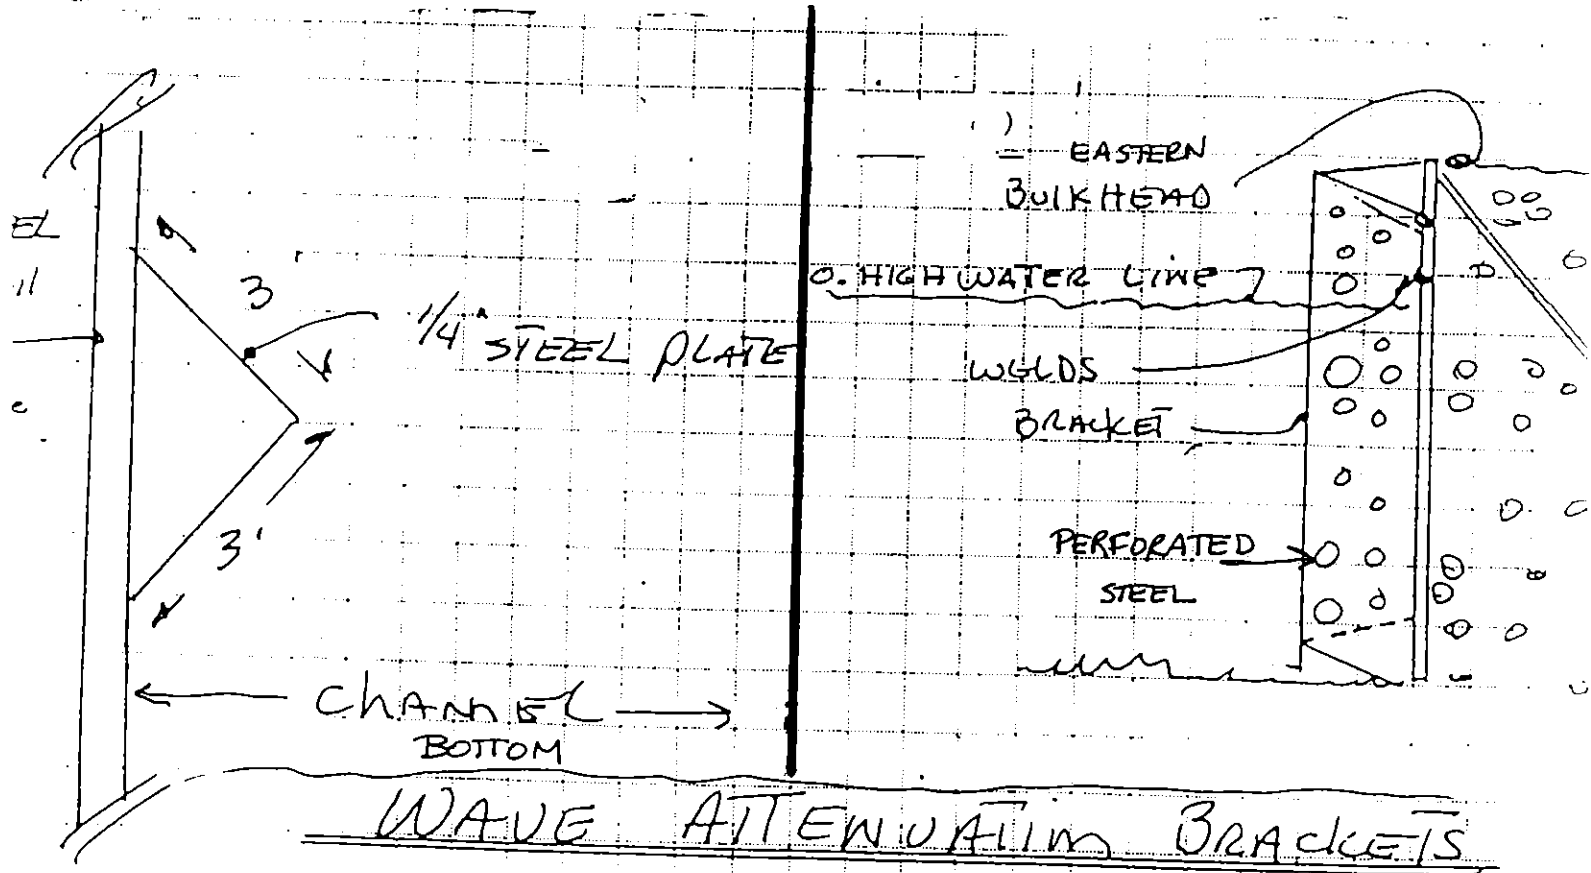 EL
3'
1/4" STEEL PLATE
3'
CHANNEL
BOTTOM
EASTERN
BULKHEAD
O. HIGH WATER LINE
WELDS
BRACKET
PERFORATED
STEEL
WAVE ATTENUATION BRACKETS